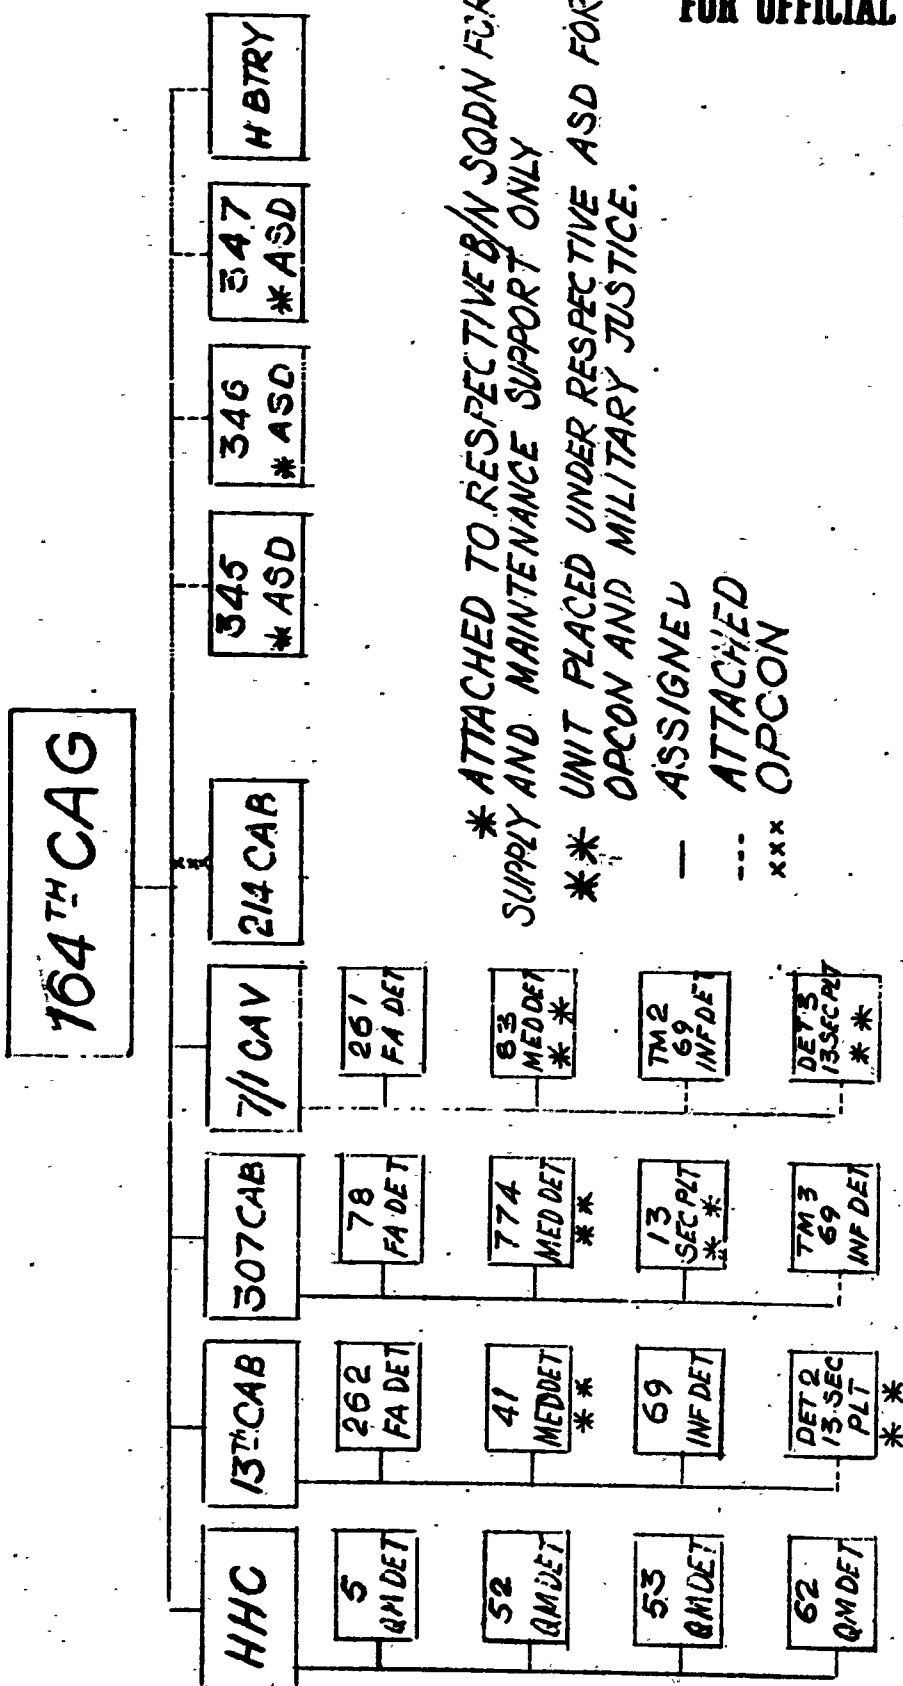 FOR OFFICIAL
164TH CAG
HHC
13Th CAB
307 CAB
7/1 CAV
214 CAB
345
* ASD
346
* ASD
347
* ASD
H BTRY
5
QM DET
52
QM DET
53
QM DET
62
QM DET
262
FA DET
41
MED DET
* *
69
INF DET
DET 2
13 SEC
PLT
* *
78
FA DET
774
MED DET
* *
13
SEC PLT
* *
TM 3
69
INF DET
261
FA DET
83
MED DET
* *
TM 2
69
INF DET
DET 3
13 SEC PLT
* *
* ATTACHED TO RESPECTIVE B/N SQDN FOR
SUPPLY AND MAINTENANCE SUPPORT ONLY
** UNIT PLACED UNDER RESPECTIVE ASD FOR
OPCON AND MILITARY JUSTICE.
— ASSIGNED
--- ATTACHED
xxx OPCON
xxx